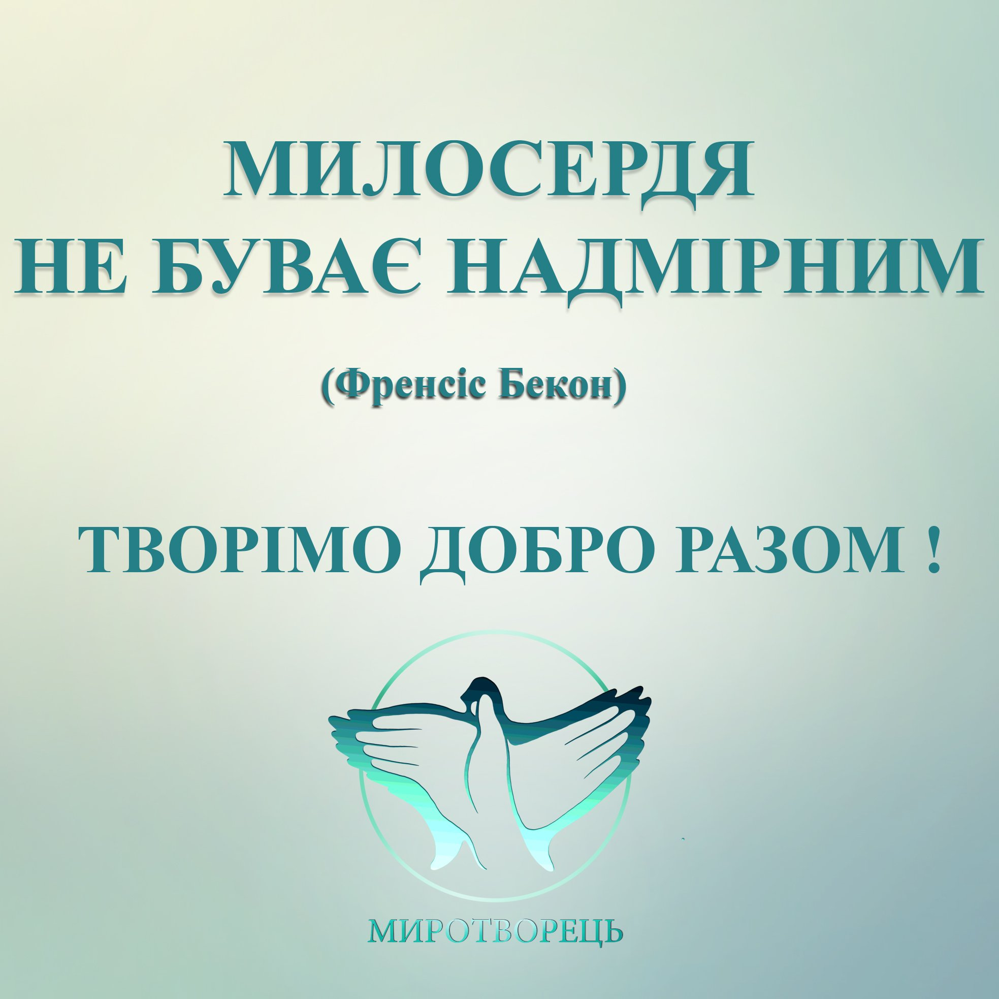 МИЛОСЕРДЯ
НЕ БУВАЄ НАДМІРНИМ
(Френсіс Бекон)
ТВОРІМО ДОБРО РАЗОМ !
МИРОТВОРЕЦЬ